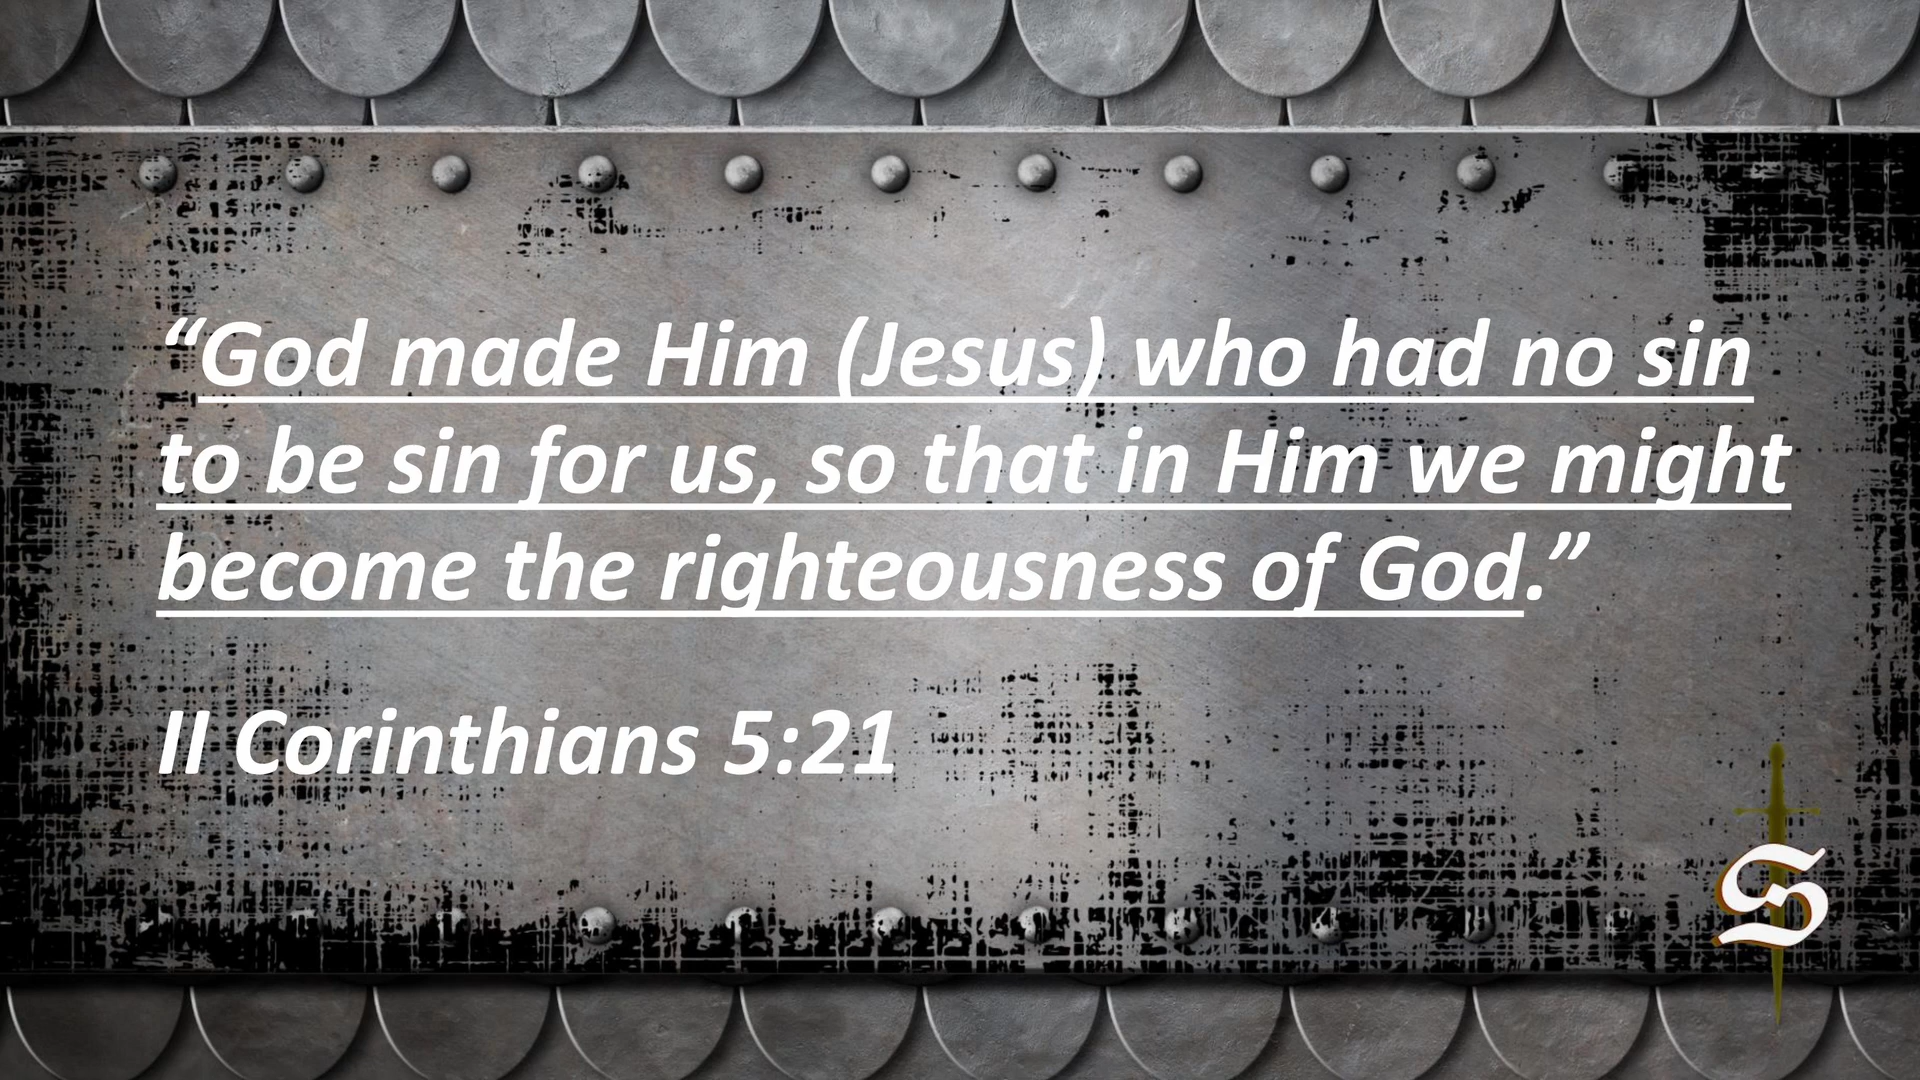 “God made Him (Jesus) who had no sin
to be sin for us, so that in Him we might
become the righteousness of God.”
II Corinthians 5:21
S